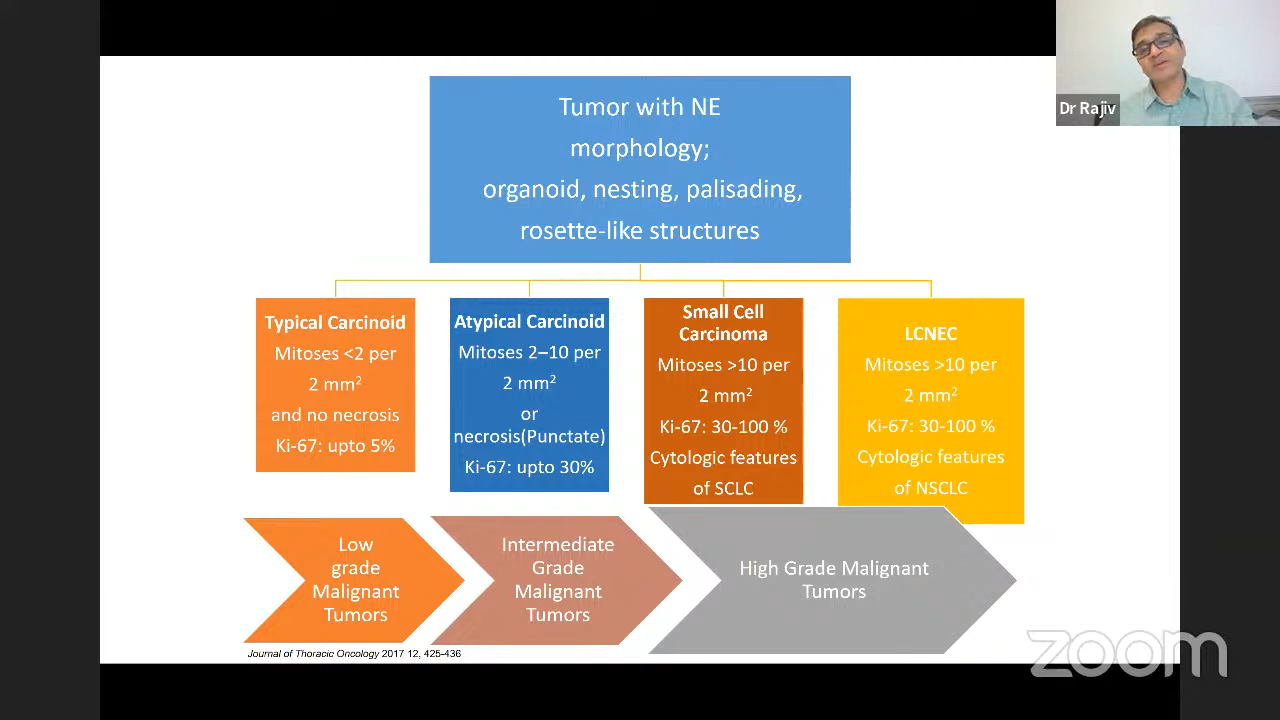 Tumor with NE
morphology;
organoid, nesting, palisading,
rosette-like structures
Typical Carcinoid
Mitoses <2 per
2 mm²
and no necrosis
Ki-67: upto 5%
Atypical Carcinoid
Mitoses 2–10 per
2 mm²
or
necrosis(Punctate)
Ki-67: upto 30%
Small Cell
Carcinoma
Mitoses >10 per
2 mm²
Ki-67: 30-100 %
Cytologic features
of SCLC
LCNEC
Mitoses >10 per
2 mm²
Ki-67: 30-100 %
Cytologic features
of NSCLC
Low
grade
Malignant
Tumors
Intermediate
Grade
Malignant
Tumors
High Grade Malignant
Tumors
Journal of Thoracic Oncology 2017 12, 425-436
Dr Rajiv
zoom